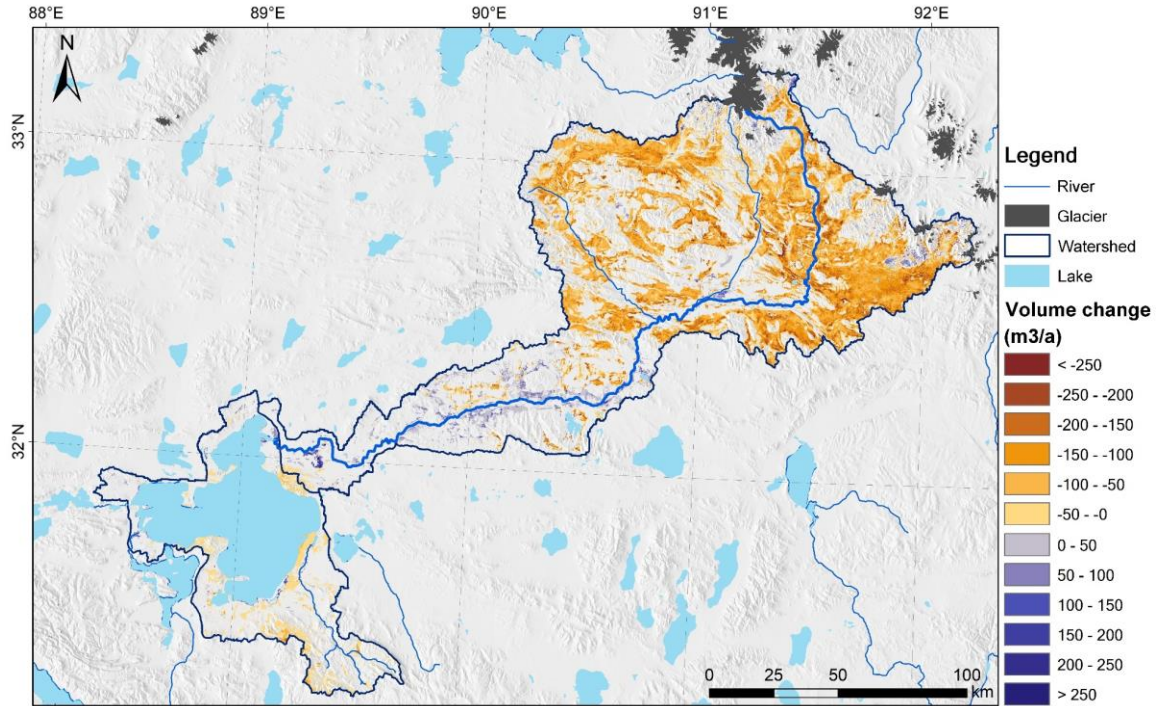 88°E
89°E
90°E
91°E
92°E
N
33°N
32°N
Legend
River
Glacier
Watershed
Lake
Volume change
(m3/a)
< -250
-250 - -200
-200 - -150
-150 - -100
-100 - -50
-50 - -0
0 - 50
50 - 100
100 - 150
150 - 200
200 - 250
> 250
0 25 50 100
km